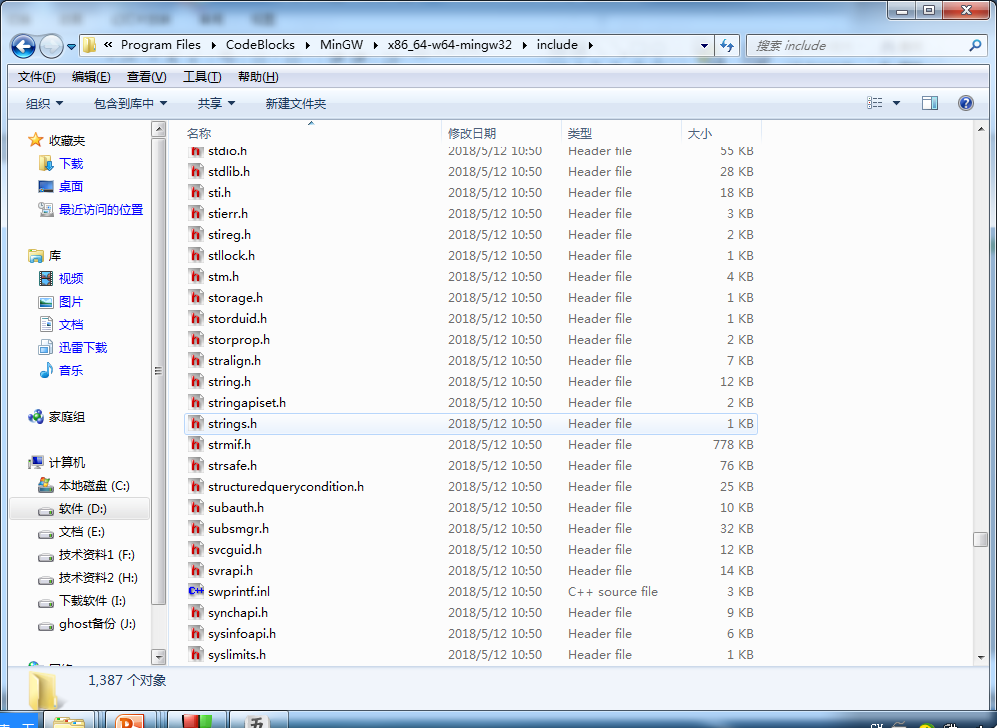 « Program Files ▸ CodeBlocks ▸ MinGW ▸ x86_64-w64-mingw32 ▸ include ▸
搜索 include
文件(F) 编辑(E) 查看(V) 工具(T) 帮助(H)
组织 包含到库中 共享 新建文件夹
收藏夹
下载
桌面
最近访问的位置
库
视频
图片
文档
迅雷下载
音乐
家庭组
计算机
本地磁盘 (C:)
软件 (D:)
文档 (E:)
技术资料1 (F:)
技术资料2 (H:)
下载软件 (I:)
ghost备份 (J:)
名称 修改日期 类型 大小
stdio.h 2018/5/12 10:50 Header file 55 KB
stdlib.h 2018/5/12 10:50 Header file 28 KB
sti.h 2018/5/12 10:50 Header file 18 KB
stierr.h 2018/5/12 10:50 Header file 3 KB
stireg.h 2018/5/12 10:50 Header file 2 KB
stllock.h 2018/5/12 10:50 Header file 1 KB
stm.h 2018/5/12 10:50 Header file 4 KB
storage.h 2018/5/12 10:50 Header file 1 KB
storduid.h 2018/5/12 10:50 Header file 1 KB
storprop.h 2018/5/12 10:50 Header file 2 KB
stralign.h 2018/5/12 10:50 Header file 7 KB
string.h 2018/5/12 10:50 Header file 12 KB
stringapiset.h 2018/5/12 10:50 Header file 2 KB
strings.h 2018/5/12 10:50 Header file 1 KB
strmif.h 2018/5/12 10:50 Header file 778 KB
strsafe.h 2018/5/12 10:50 Header file 76 KB
structuredquerycondition.h 2018/5/12 10:50 Header file 25 KB
subauth.h 2018/5/12 10:50 Header file 10 KB
subsmgr.h 2018/5/12 10:50 Header file 32 KB
svcguid.h 2018/5/12 10:50 Header file 12 KB
svrapi.h 2018/5/12 10:50 Header file 14 KB
swprintf.inl 2018/5/12 10:50 C++ source file 3 KB
synchapi.h 2018/5/12 10:50 Header file 9 KB
sysinfoapi.h 2018/5/12 10:50 Header file 6 KB
syslimits.h 2018/5/12 10:50 Header file 1 KB
1,387 个对象